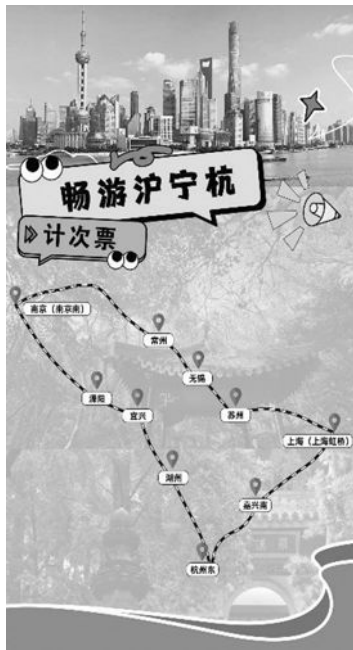 畅游沪宁杭
计次票
南京（南京南）
常州
无锡
溧阳
宜兴
苏州
上海（上海虹桥）
湖州
嘉兴南
杭州东